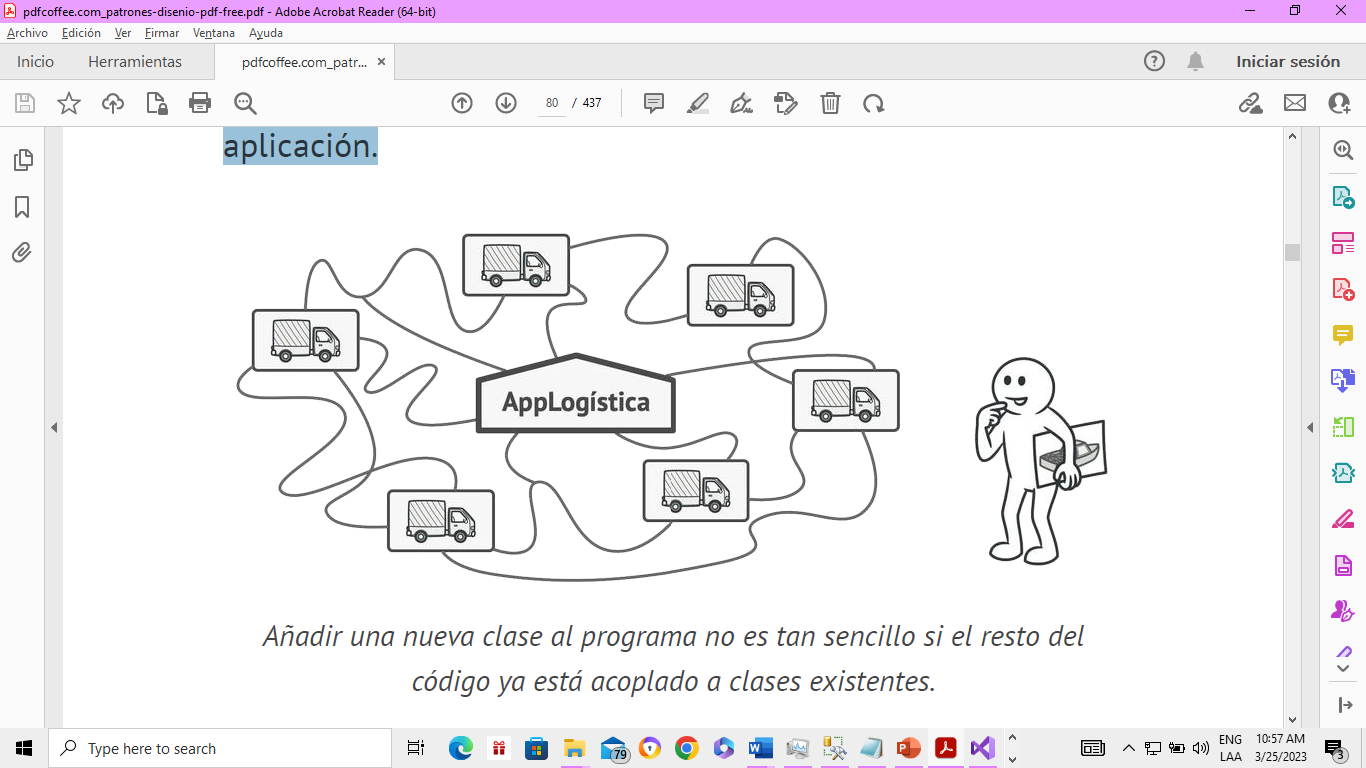 pdfcoffee.com_patrones-disenio-pdf-free.pdf - Adobe Acrobat Reader (64-bit)
Archivo Edición Ver Firmar Ventana Ayuda
Inicio Herramientas pdfcoffee.com_patr... × Iniciar sesión
80 / 437
aplicación.
AppLogística
Añadir una nueva clase al programa no es tan sencillo si el resto del
código ya está acoplado a clases existentes.
Type here to search
79
ENG
LAA
10:57 AM
3/25/2023
3